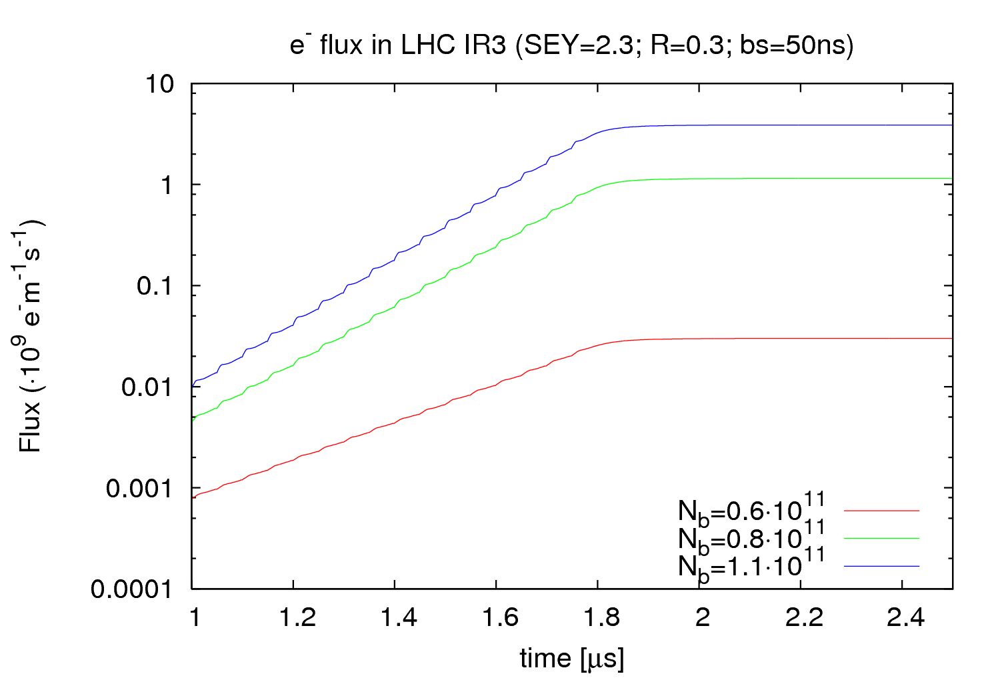 e⁻ flux in LHC IR3 (SEY=2.3; R=0.3; bs=50ns)
10
1
0.1
0.01
0.001
0.0001
Flux (·10⁹ e⁻m⁻¹s⁻¹)
N_b=0.6·10¹¹
N_b=0.8·10¹¹
N_b=1.1·10¹¹
1 1.2 1.4 1.6 1.8 2 2.2 2.4
time [μs]